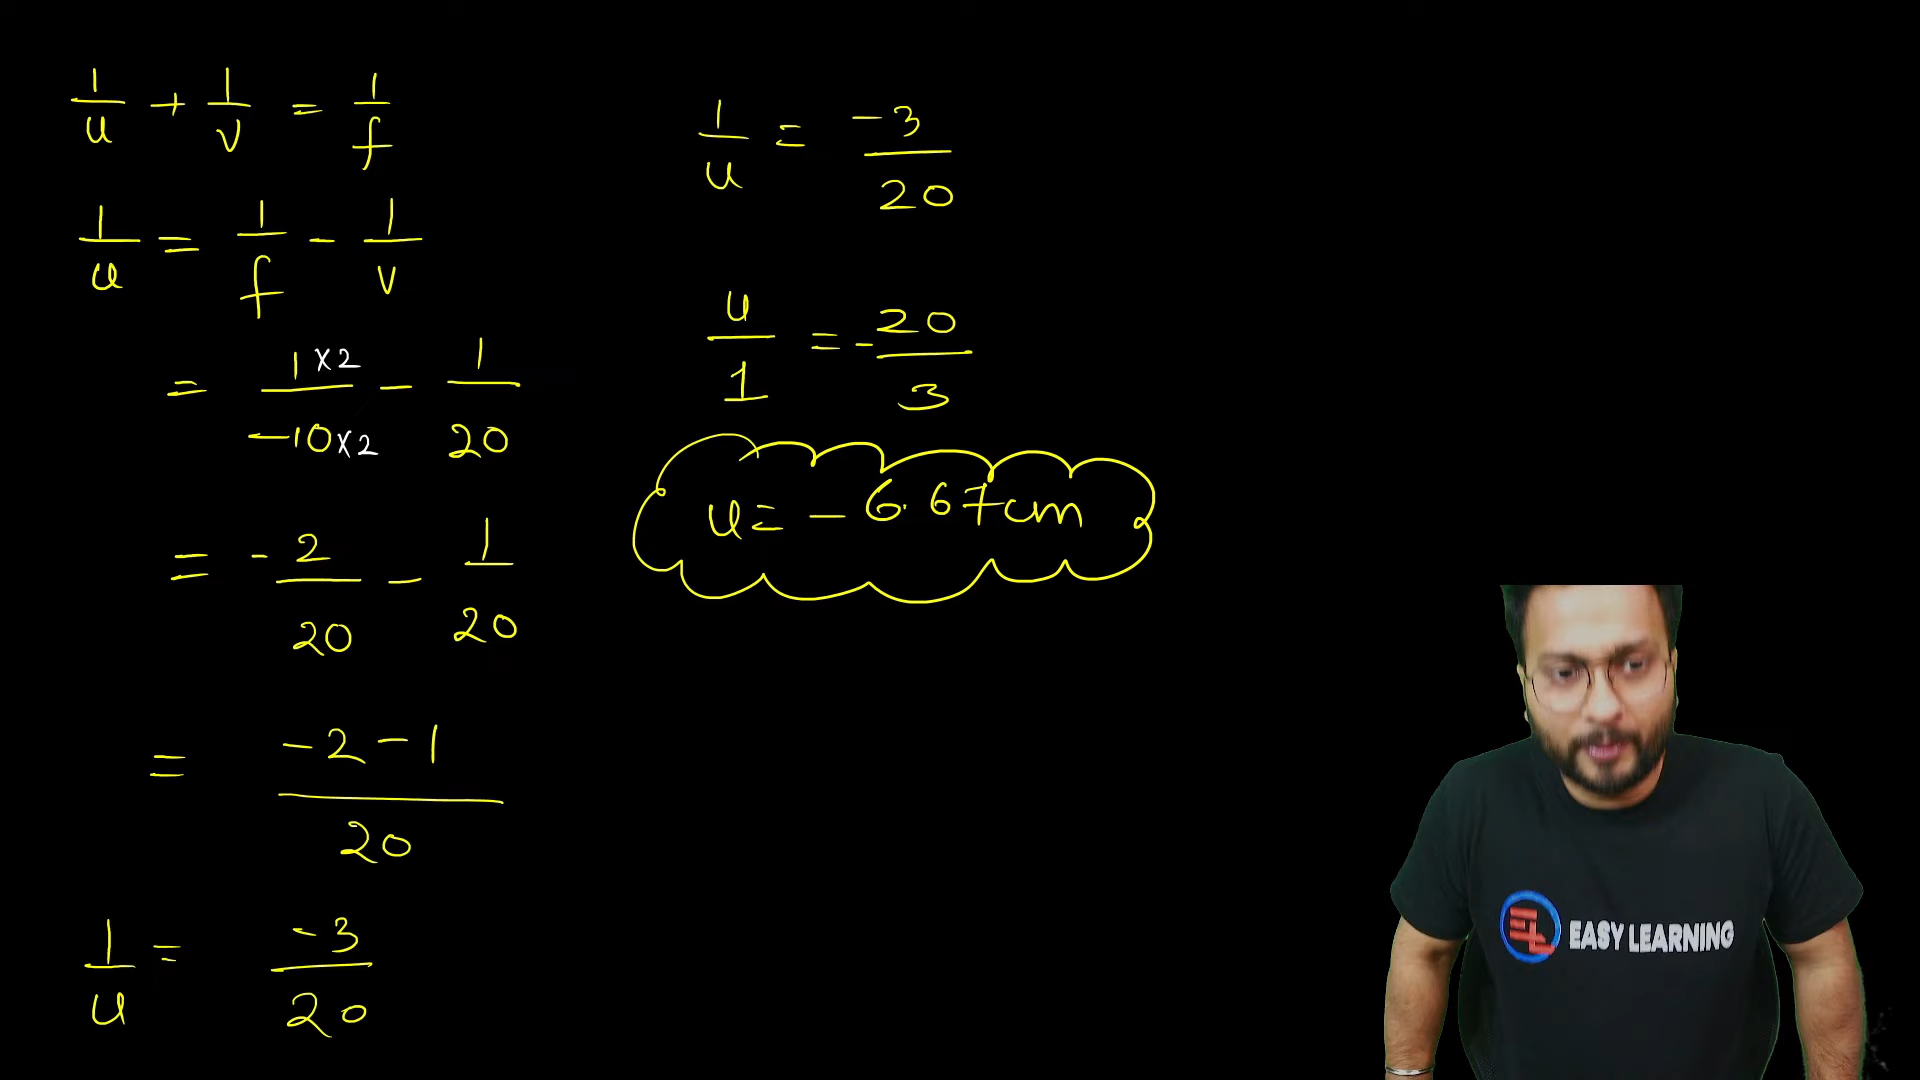 1/u + 1/v = 1/f
1/u = 1/f - 1/v
= 1×2/-10×2 - 1/20
= -2/20 - 1/20
= -2-1/20
1/u = -3/20
1/u = -3/20
u/1 = -20/3
u = -6.67cm
EASY LEARNING